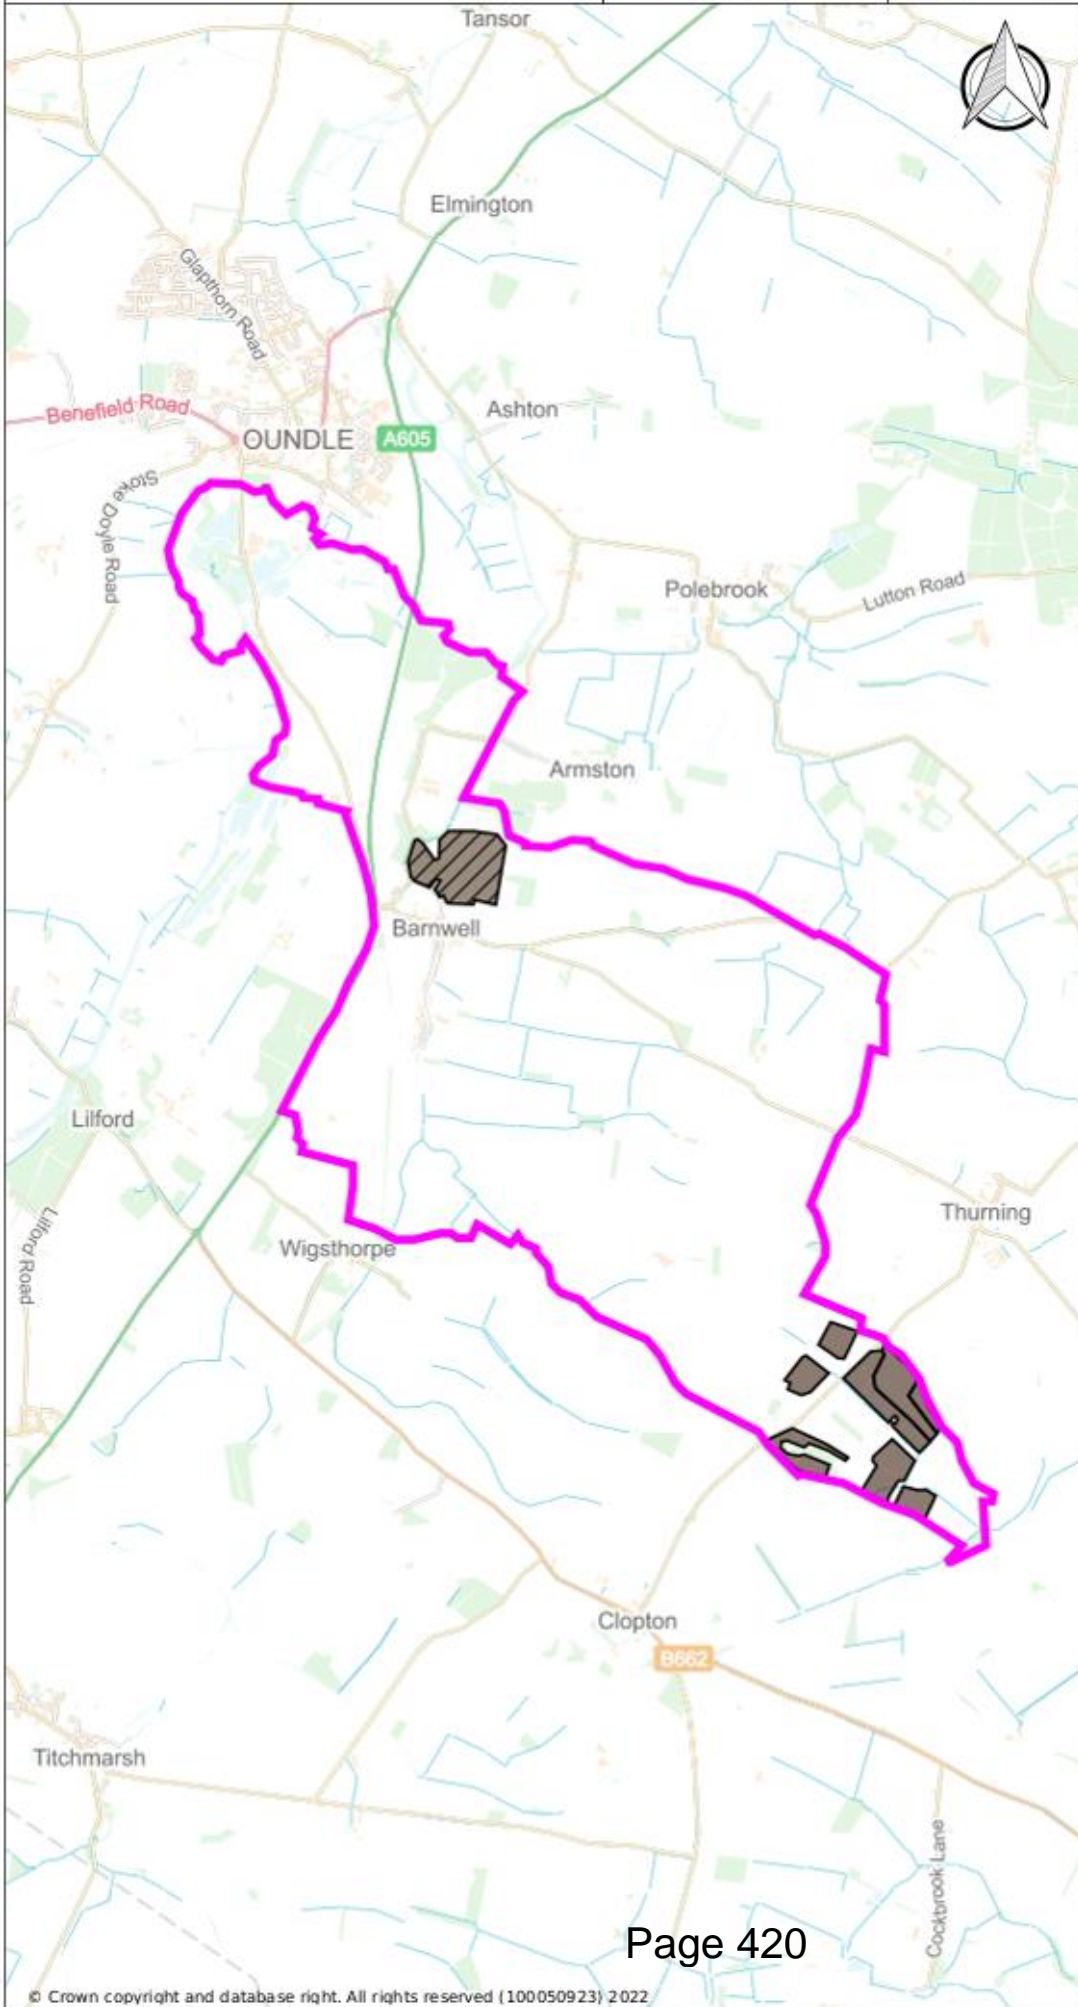 Tansor
Elmington
Glapthorn Road
Benefield Road
OUNDLE
A605
Ashton
Stoke Doyle Road
Polebrook
Lutton Road
Armston
Barnwell
Lilford
Thurning
Lilford Road
Wigsthorpe
Clopton
B662
Titchmarsh
Cockbrook Lane
Page 420
© Crown copyright and database right. All rights reserved (100050923) 2022